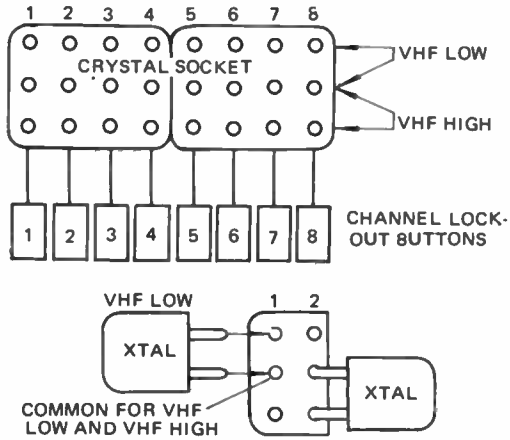 1 2 3 4 5 6 7 8
CRYSTAL SOCKET
VHF LOW
VHF HIGH
1 2 3 4 5 6 7 8
CHANNEL LOCK-
OUT BUTTONS
VHF LOW
1 2
XTAL
XTAL
COMMON FOR VHF
LOW AND VHF HIGH